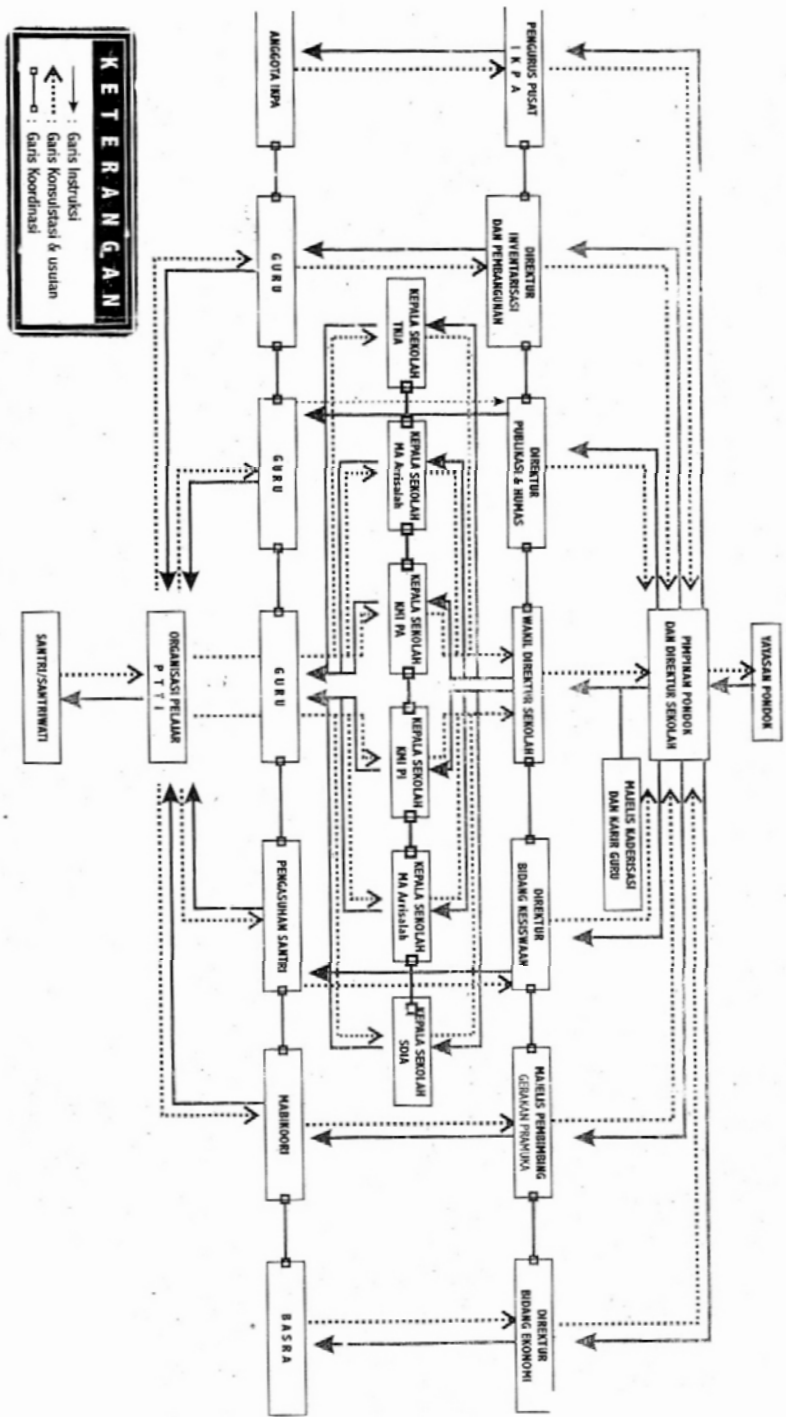 YAYASAN PONDOK
PIMPINAN PONDOK
DAN DIREKTUR SEKOLAH
MAJELIS KADERISASI
DAN KARIR GURU
PENGURUS PUSAT
I K P A
DIREKTUR
INVENTARISASI
DAN PEMBANGUNAN
DIREKTUR
PUBLIKASI & HUMAS
WAKIL DIREKTUR SEKOLAH
DIREKTUR
BIDANG KESISWAAN
MAJELIS PEMBIMBING
GERAKAN PRAMUKA
DIREKTUR
BIDANG EKONOMI
KEPALA SEKOLAH
TKIA
KEPALA SEKOLAH
MA Arrisalah
KEPALA SEKOLAH
KMI PA
KEPALA SEKOLAH
KMI PI
KEPALA SEKOLAH
MA Arrisalah
KEPALA SEKOLAH
SDIA
ANGGOTA IKPA
G U R U
G U R U
G U R U
PENGASUHAN SANTRI
MABIKOORI
B A S R A
ORGANISASI PELAJAR
P T T I
SANTRI/SANTRIWATI
K E T E R A N G A N
: Garis Instruksi
: Garis Konsulstasi & usulan
: Garis Koordinasi